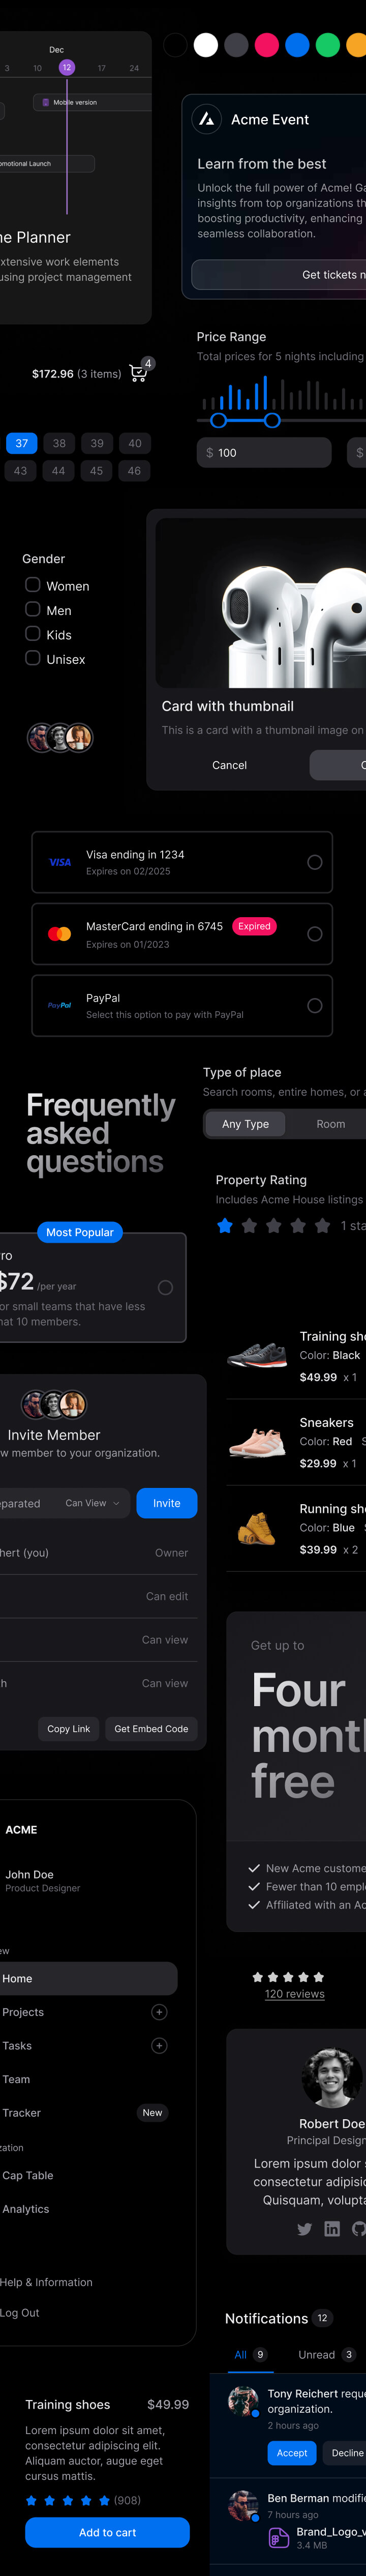 Dec
3 10 12 17 24
Mobile version
omotional Launch
ne Planner
xtensive work elements
using project management
Acme Event
Learn from the best
Unlock the full power of Acme! Ga
insights from top organizations th
boosting productivity, enhancing
seamless collaboration.
Get tickets n
Price Range
Total prices for 5 nights including
$ 100
$
$172.96 (3 items) 4
37 38 39 40
43 44 45 46
Gender
Women
Men
Kids
Unisex
Card with thumbnail
This is a card with a thumbnail image on
Cancel
VISA
Visa ending in 1234
Expires on 02/2025
MasterCard ending in 6745 Expired
Expires on 01/2023
PayPal
PayPal
Select this option to pay with PayPal
Frequently
asked
questions
Type of place
Search rooms, entire homes, or a
Any Type Room
Property Rating
Includes Acme House listings
1 sta
Most Popular
ro
$72 /per year
or small teams that have less
hat 10 members.
Training sho
Color: Black
$49.99 x 1
Sneakers
Color: Red S
$29.99 x 1
Running sho
Color: Blue
$39.99 x 2
Invite Member
w member to your organization.
eparated Can View Invite
hert (you) Owner
Can edit
Can view
h Can view
Copy Link Get Embed Code
Get up to
Four
month
free
New Acme custome
Fewer than 10 empl
Affiliated with an Ac
120 reviews
ACME
John Doe
Product Designer
ew
Home
Projects
Tasks
Team
Tracker New
zation
Cap Table
Analytics
Help & Information
Log Out
Robert Doe
Principal Design
Lorem ipsum dolor s
consectetur adipisic
Quisquam, volupta
Notifications 12
All 9 Unread 3
Tony Reichert reque
organization.
2 hours ago
Accept Decline
Ben Berman modifie
7 hours ago
Brand_Logo_v
3.4 MB
Training shoes $49.99
Lorem ipsum dolor sit amet,
consectetur adipiscing elit.
Aliquam auctor, augue eget
cursus mattis.
(908)
Add to cart